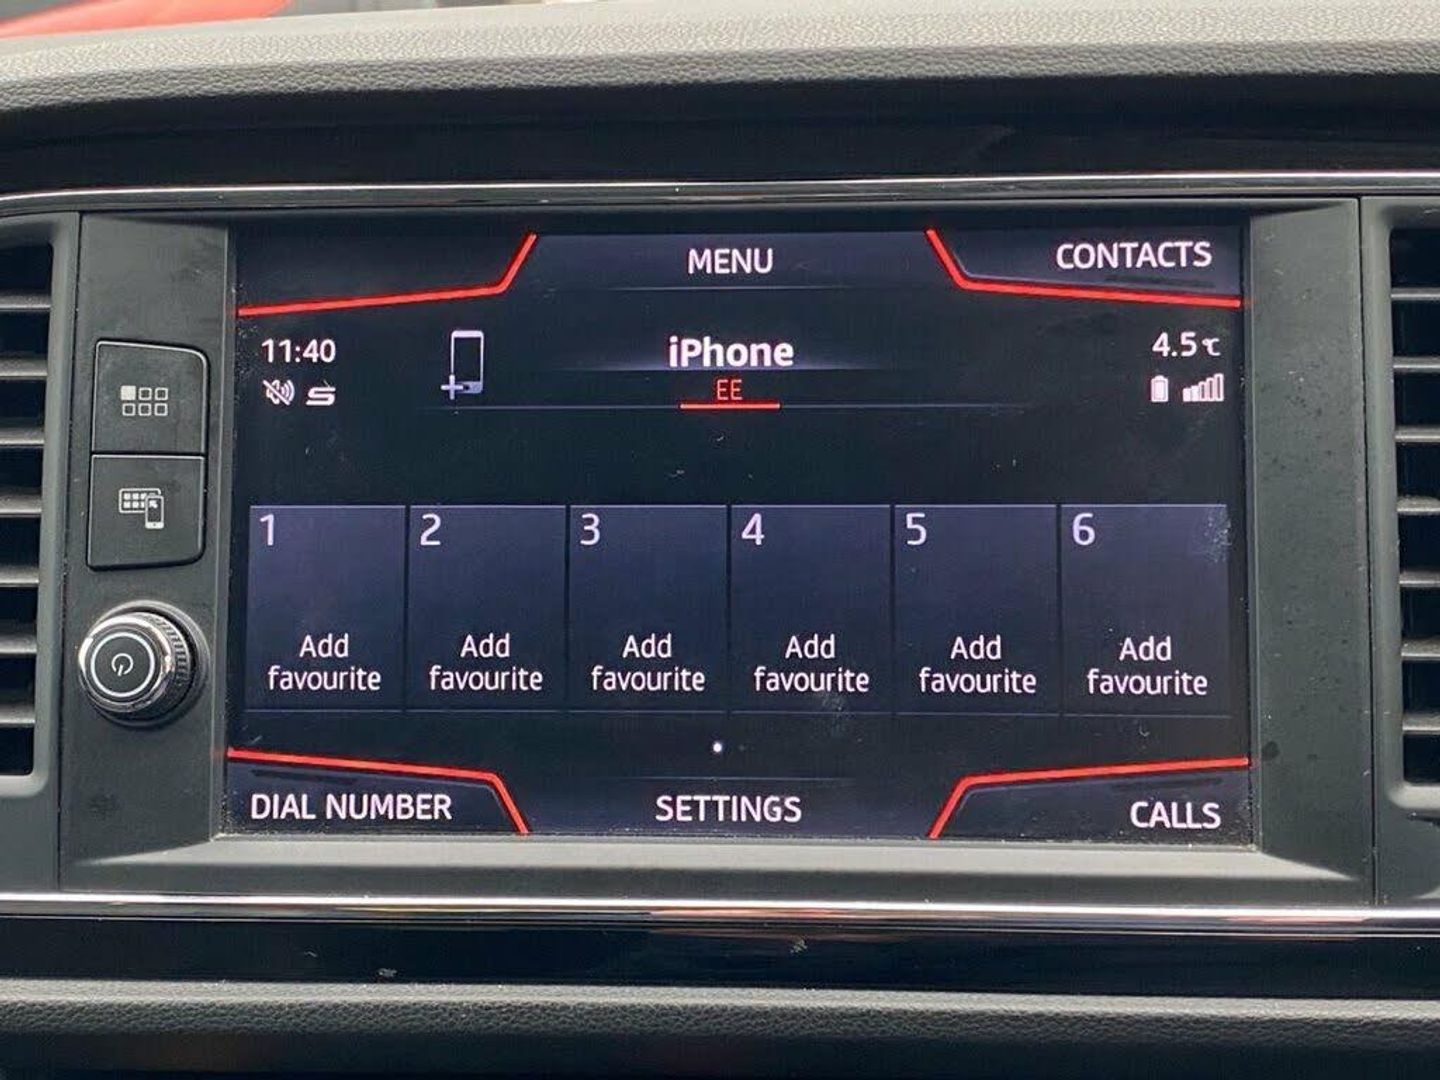 MENU
CONTACTS
11:40
iPhone
4.5℃
EE
1
2
3
4
5
6
Add favourite
Add favourite
Add favourite
Add favourite
Add favourite
Add favourite
DIAL NUMBER
SETTINGS
CALLS